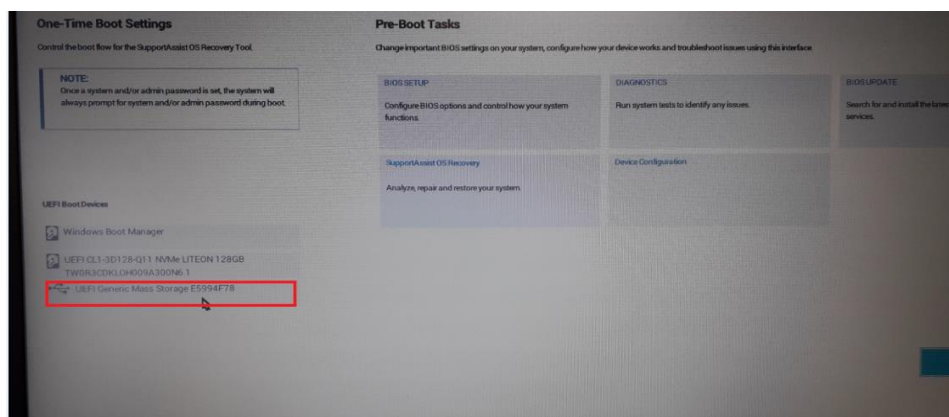 One-Time Boot Settings
Control the boot flow for the SupportAssist OS Recovery Tool.
NOTE:
Once a system and/or admin password is set, the system will
always prompt for system and/or admin password during boot.
UEFI Boot Devices
Windows Boot Manager
UEFI CL1-3D128-Q11 NVMe LITEON 128GB
TW0R3CDKLOH009A300N6 1
UEFI Generic Mass Storage E5994F78
Pre-Boot Tasks
Change important BIOS settings on your system, configure how your device works and troubleshoot issues using this interface.
BIOS SETUP
Configure BIOS options and control how your system
functions.
DIAGNOSTICS
Run system tests to identify any issues.
BIOS UPDATE
Search for and install the
services.
SupportAssist OS Recovery
Analyze, repair and restore your system.
Device Configuration